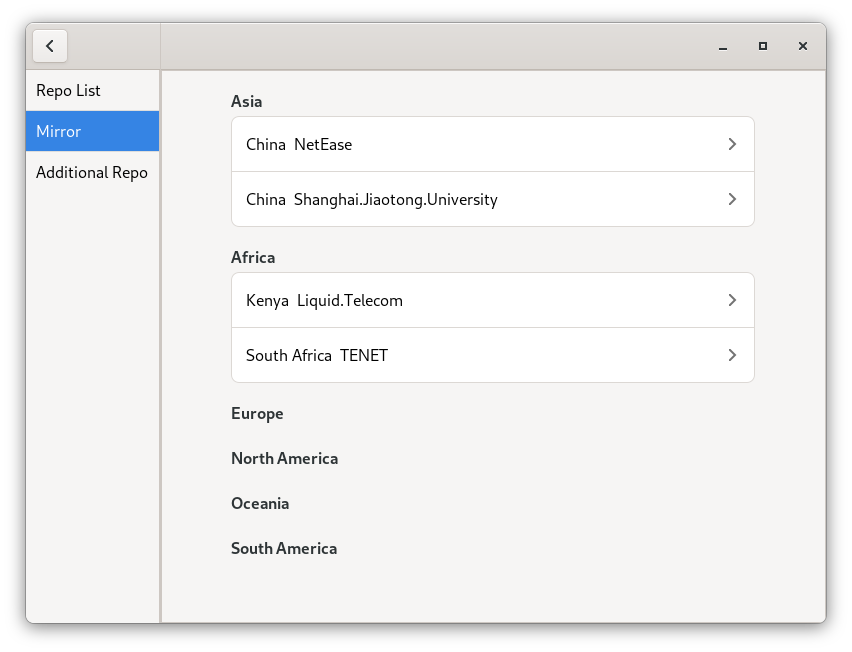 Repo List
Mirror
Additional Repo
Asia
China  NetEase
China  Shanghai.Jiaotong.University
Africa
Kenya  Liquid.Telecom
South Africa  TENET
Europe
North America
Oceania
South America